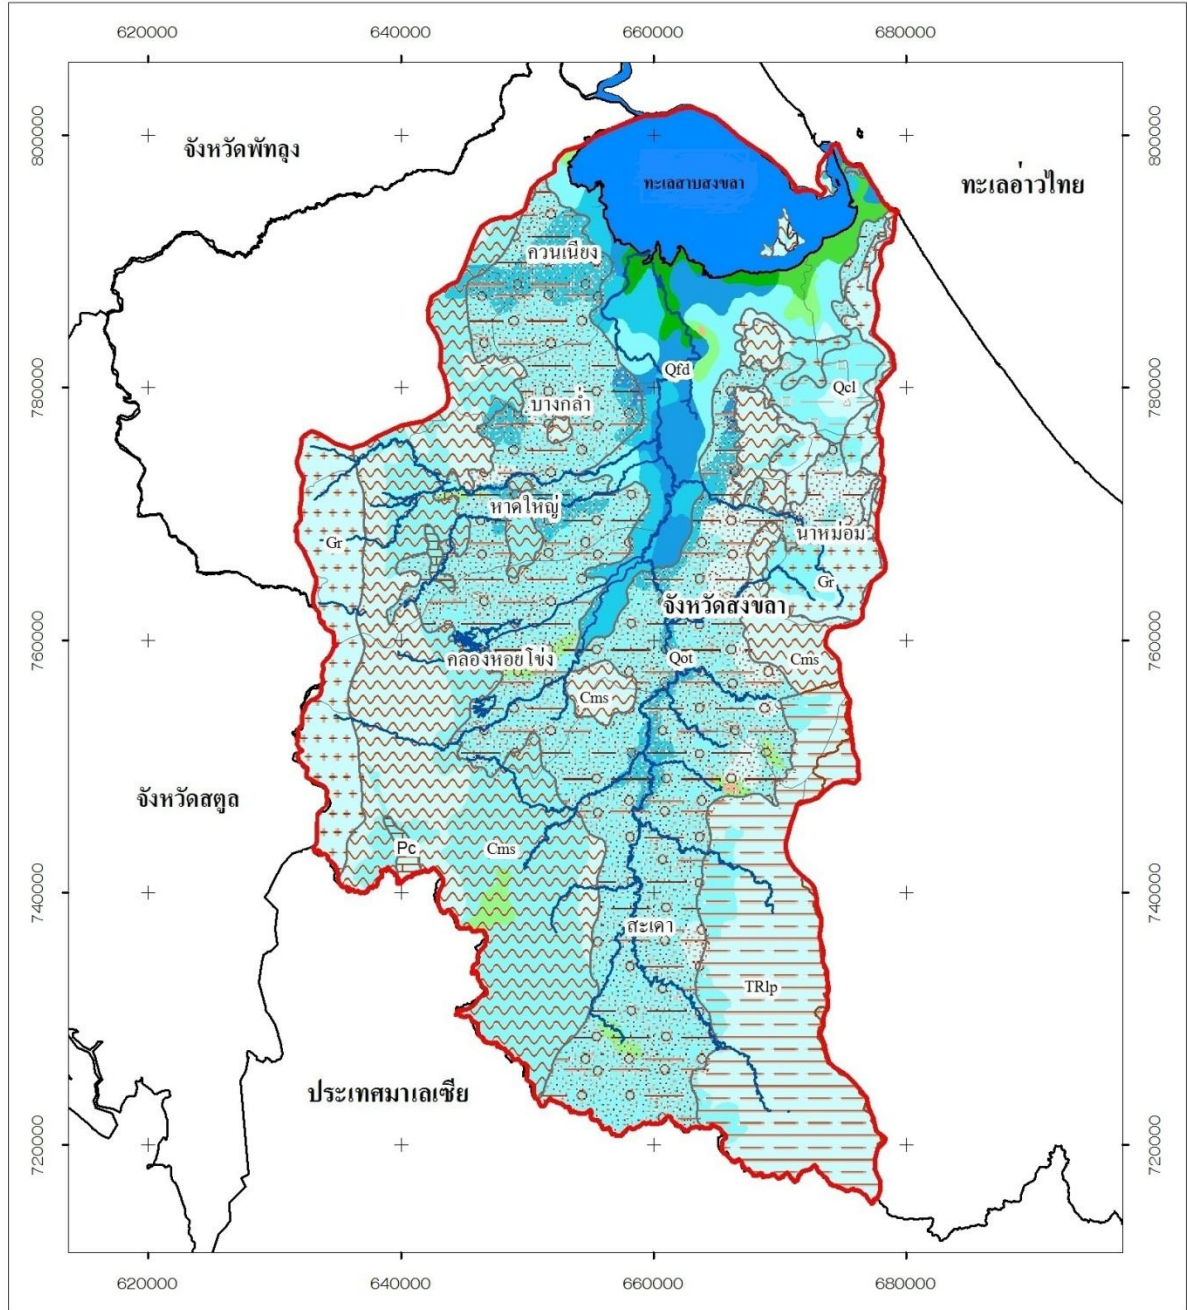 620000 640000 660000 680000
800000 800000
จังหวัดพัทลุง
ทะเลอ่าวไทย
ทะเลสาบสงขลา
ควนเนียง
Qfd
780000 Qcl 780000
บางกล่ำ
หาดใหญ่
นาหม่อม
Gr
Gr
จังหวัดสงขลา
760000 760000
คลองหอยโข่ง Qot Cms
Cms
จังหวัดสตูล
Pc Cms
740000 740000
สะเดา
TRlp
ประเทศมาเลเซีย
720000 720000
620000 640000 660000 680000